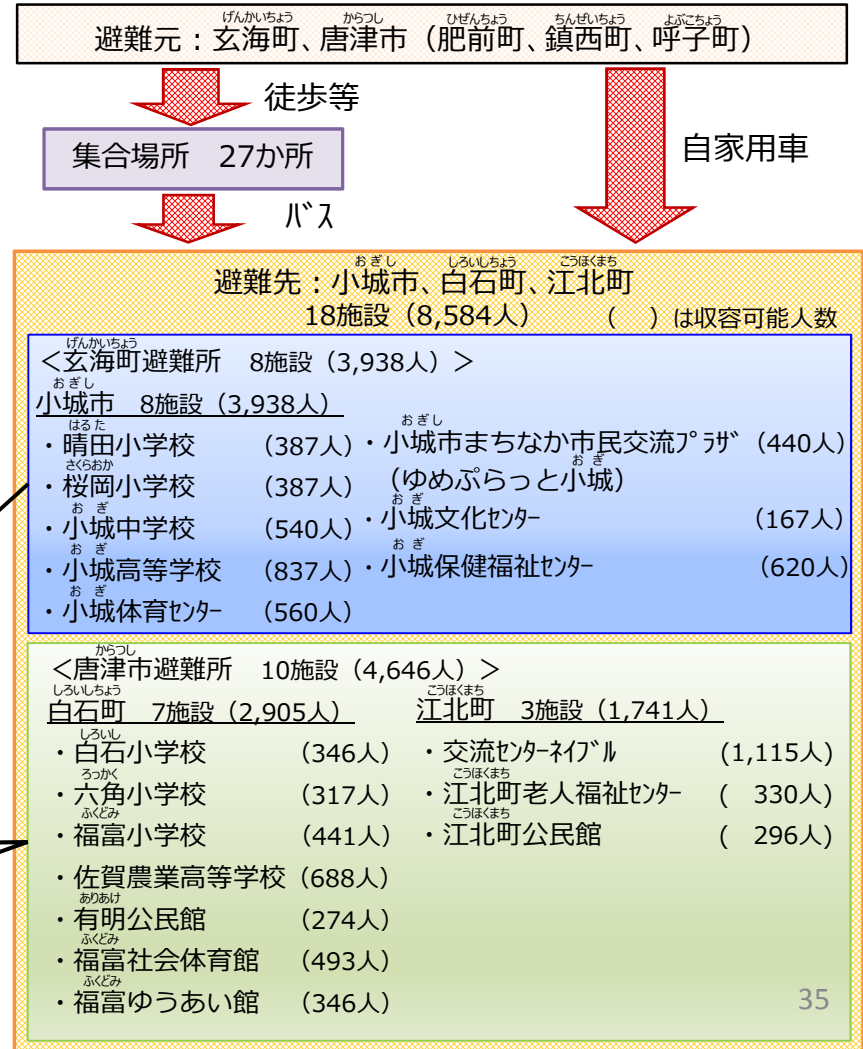 避難元：玄海町、唐津市（肥前町、鎮西町、呼子町）
げんかいちょう からつし ひぜんちょう ちんぜいちょう よぶこちょう
徒歩等
集合場所 27か所
自家用車
バス
避難先：小城市、白石町、江北町
おぎし しろいしちょう こうほくまち
18施設（8,584人） （ ）は収容可能人数
＜玄海町避難所 8施設（3,938人）＞
げんかいちょう
小城市 8施設（3,938人）
おぎし
・晴田小学校 （387人）
はるた
・桜岡小学校 （387人）
さくらおか
・小城中学校 （540人）
おぎ
・小城高等学校 （837人）
おぎ
・小城体育センター （560人）
おぎ
・小城市まちなか市民交流プラザ （440人）
おぎし
（ゆめぷらっと小城）
おぎ
・小城文化センター （167人）
おぎ
・小城保健福祉センター （620人）
おぎ
＜唐津市避難所 10施設（4,646人）＞
からつし
白石町 7施設（2,905人）
しろいしちょう
・白石小学校 （346人）
しろいし
・六角小学校 （317人）
ろっかく
・福富小学校 （441人）
ふくどみ
・佐賀農業高等学校 （688人）
・有明公民館 （274人）
ありあけ
・福富社会体育館 （493人）
ふくどみ
・福富ゆうあい館 （346人）
ふくどみ
江北町 3施設（1,741人）
こうほくまち
・交流センターネイブル （1,115人）
・江北町老人福祉センター （ 330人）
こうほくまち
・江北町公民館 （ 296人）
こうほくまち
35